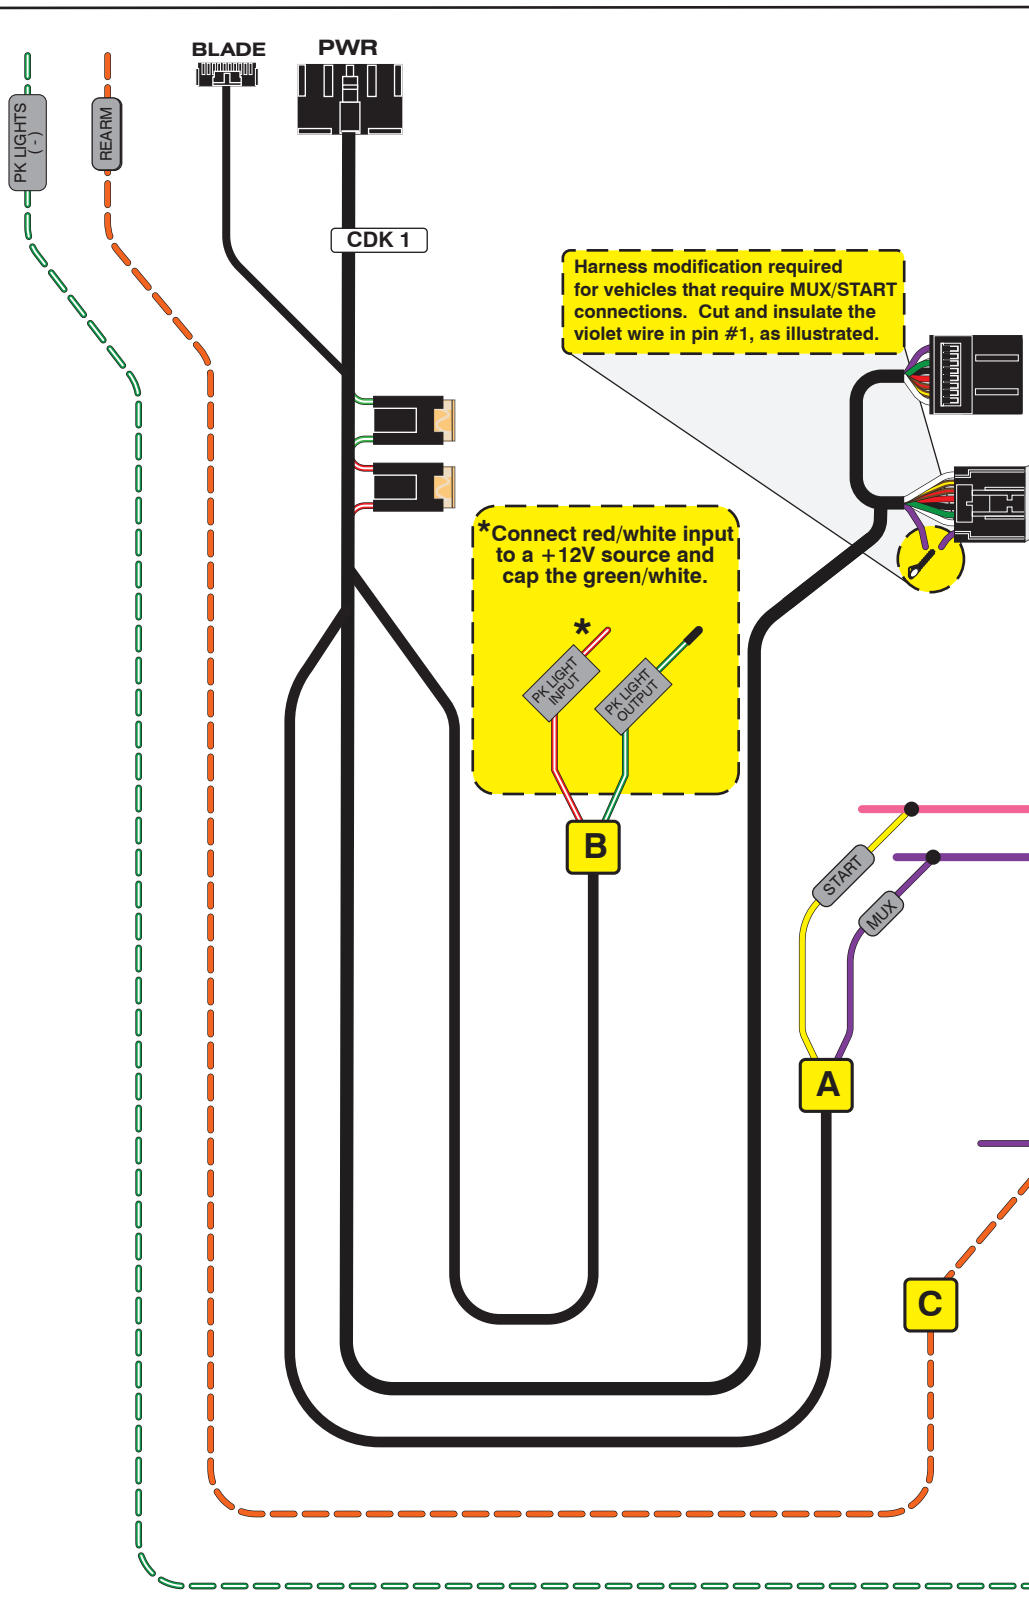 BLADE
PWR
PK LIGHTS
( - )
REARM
CDK 1
Harness modification required
for vehicles that require MUX/START
connections. Cut and insulate the
violet wire in pin #1, as illustrated.
*Connect red/white input
to a +12V source and
cap the green/white.
*
PK LIGHT
INPUT
PK LIGHT
OUTPUT
B
START
MUX
A
C